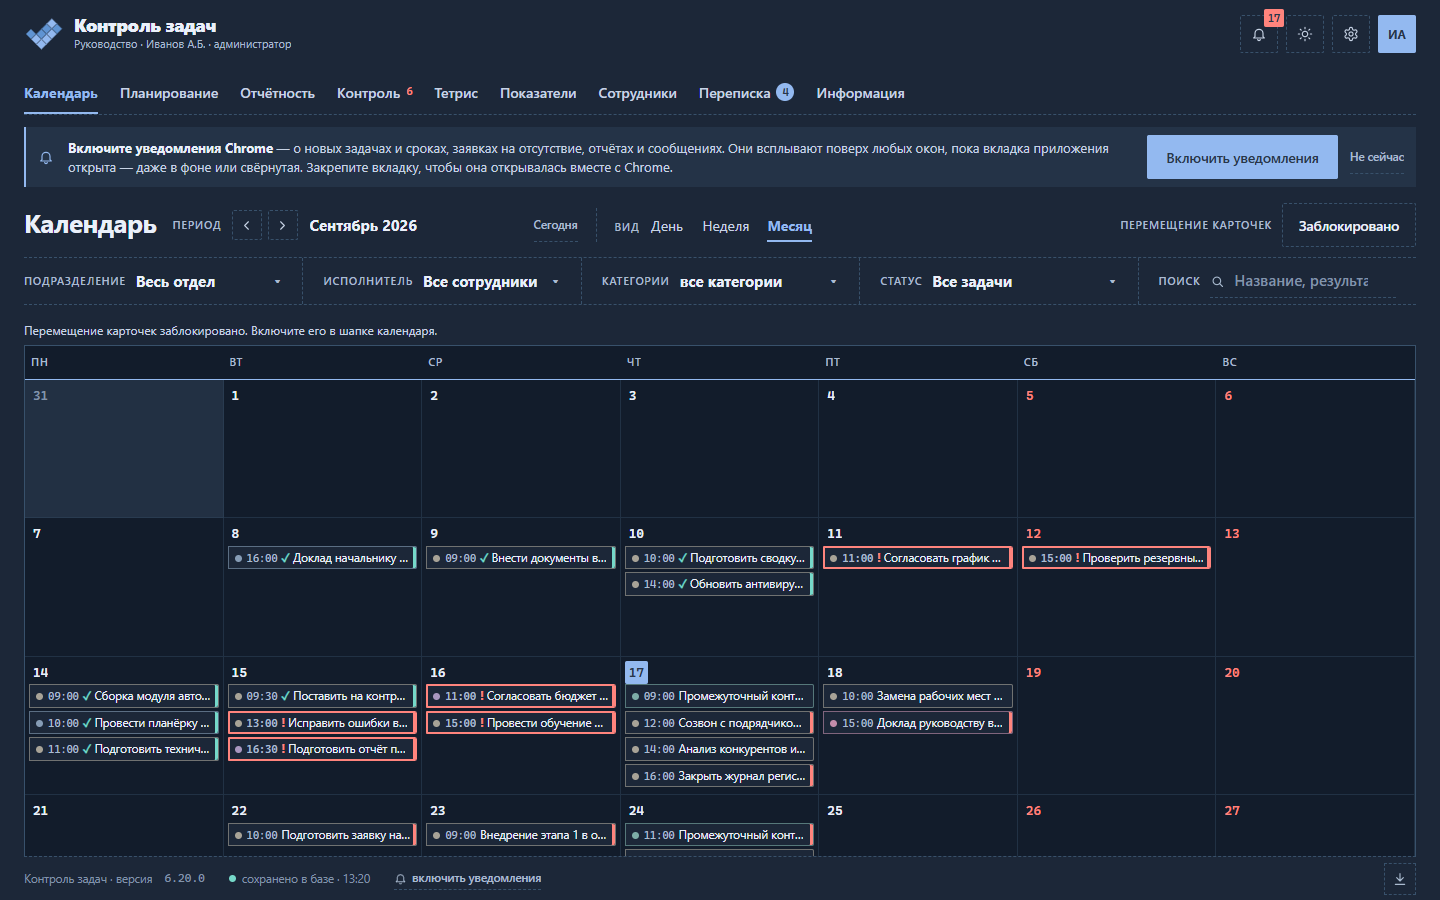 Контроль задач
Руководство · Иванов А.Б. · администратор
17
ИА
Календарь Планирование Отчётность Контроль 6 Тетрис Показатели Сотрудники Переписка 4 Информация
Включите уведомления Chrome — о новых задачах и сроках, заявках на отсутствие, отчётах и сообщениях. Они всплывают поверх любых окон, пока вкладка приложения
открыта — даже в фоне или свёрнутая. Закрепите вкладку, чтобы она открывалась вместе с Chrome.
Включить уведомления Не сейчас
Календарь ПЕРИОД Сентябрь 2026 Сегодня ВИД День Неделя Месяц ПЕРЕМЕЩЕНИЕ КАРТОЧЕК Заблокировано
ПОДРАЗДЕЛЕНИЕ Весь отдел ИСПОЛНИТЕЛЬ Все сотрудники КАТЕГОРИИ все категории СТАТУС Все задачи ПОИСК Название, результа
Перемещение карточек заблокировано. Включите его в шапке календаря.
ПН ВТ СР ЧТ ПТ СБ ВС
31 1 2 3 4 5 6
7 8 9 10 11 12 13
16:00 ✓ Доклад начальнику ... 09:00 ✓ Внести документы в... 10:00 ✓ Подготовить сводку... 11:00 ! Согласовать график ... 15:00 ! Проверить резервны...
14:00 ✓ Обновить антивиру...
14 15 16 17 18 19 20
09:00 ✓ Сборка модуля авто... 09:30 ✓ Поставить на контр... 11:00 ! Согласовать бюджет ... 09:00 Промежуточный конт... 10:00 Замена рабочих мест ...
10:00 ✓ Провести планёрку ... 13:00 ! Исправить ошибки в... 15:00 ! Провести обучение ... 12:00 Созвон с подрядчико... 15:00 Доклад руководству в...
11:00 ✓ Подготовить технич... 16:30 ! Подготовить отчёт п... 14:00 Анализ конкурентов и...
16:00 Закрыть журнал регис...
21 22 23 24 25 26 27
10:00 Подготовить заявку на... 09:00 Внедрение этапа 1 в о... 11:00 Промежуточный конт...
Контроль задач · версия 6.20.0 сохранено в базе · 13:20 включить уведомления